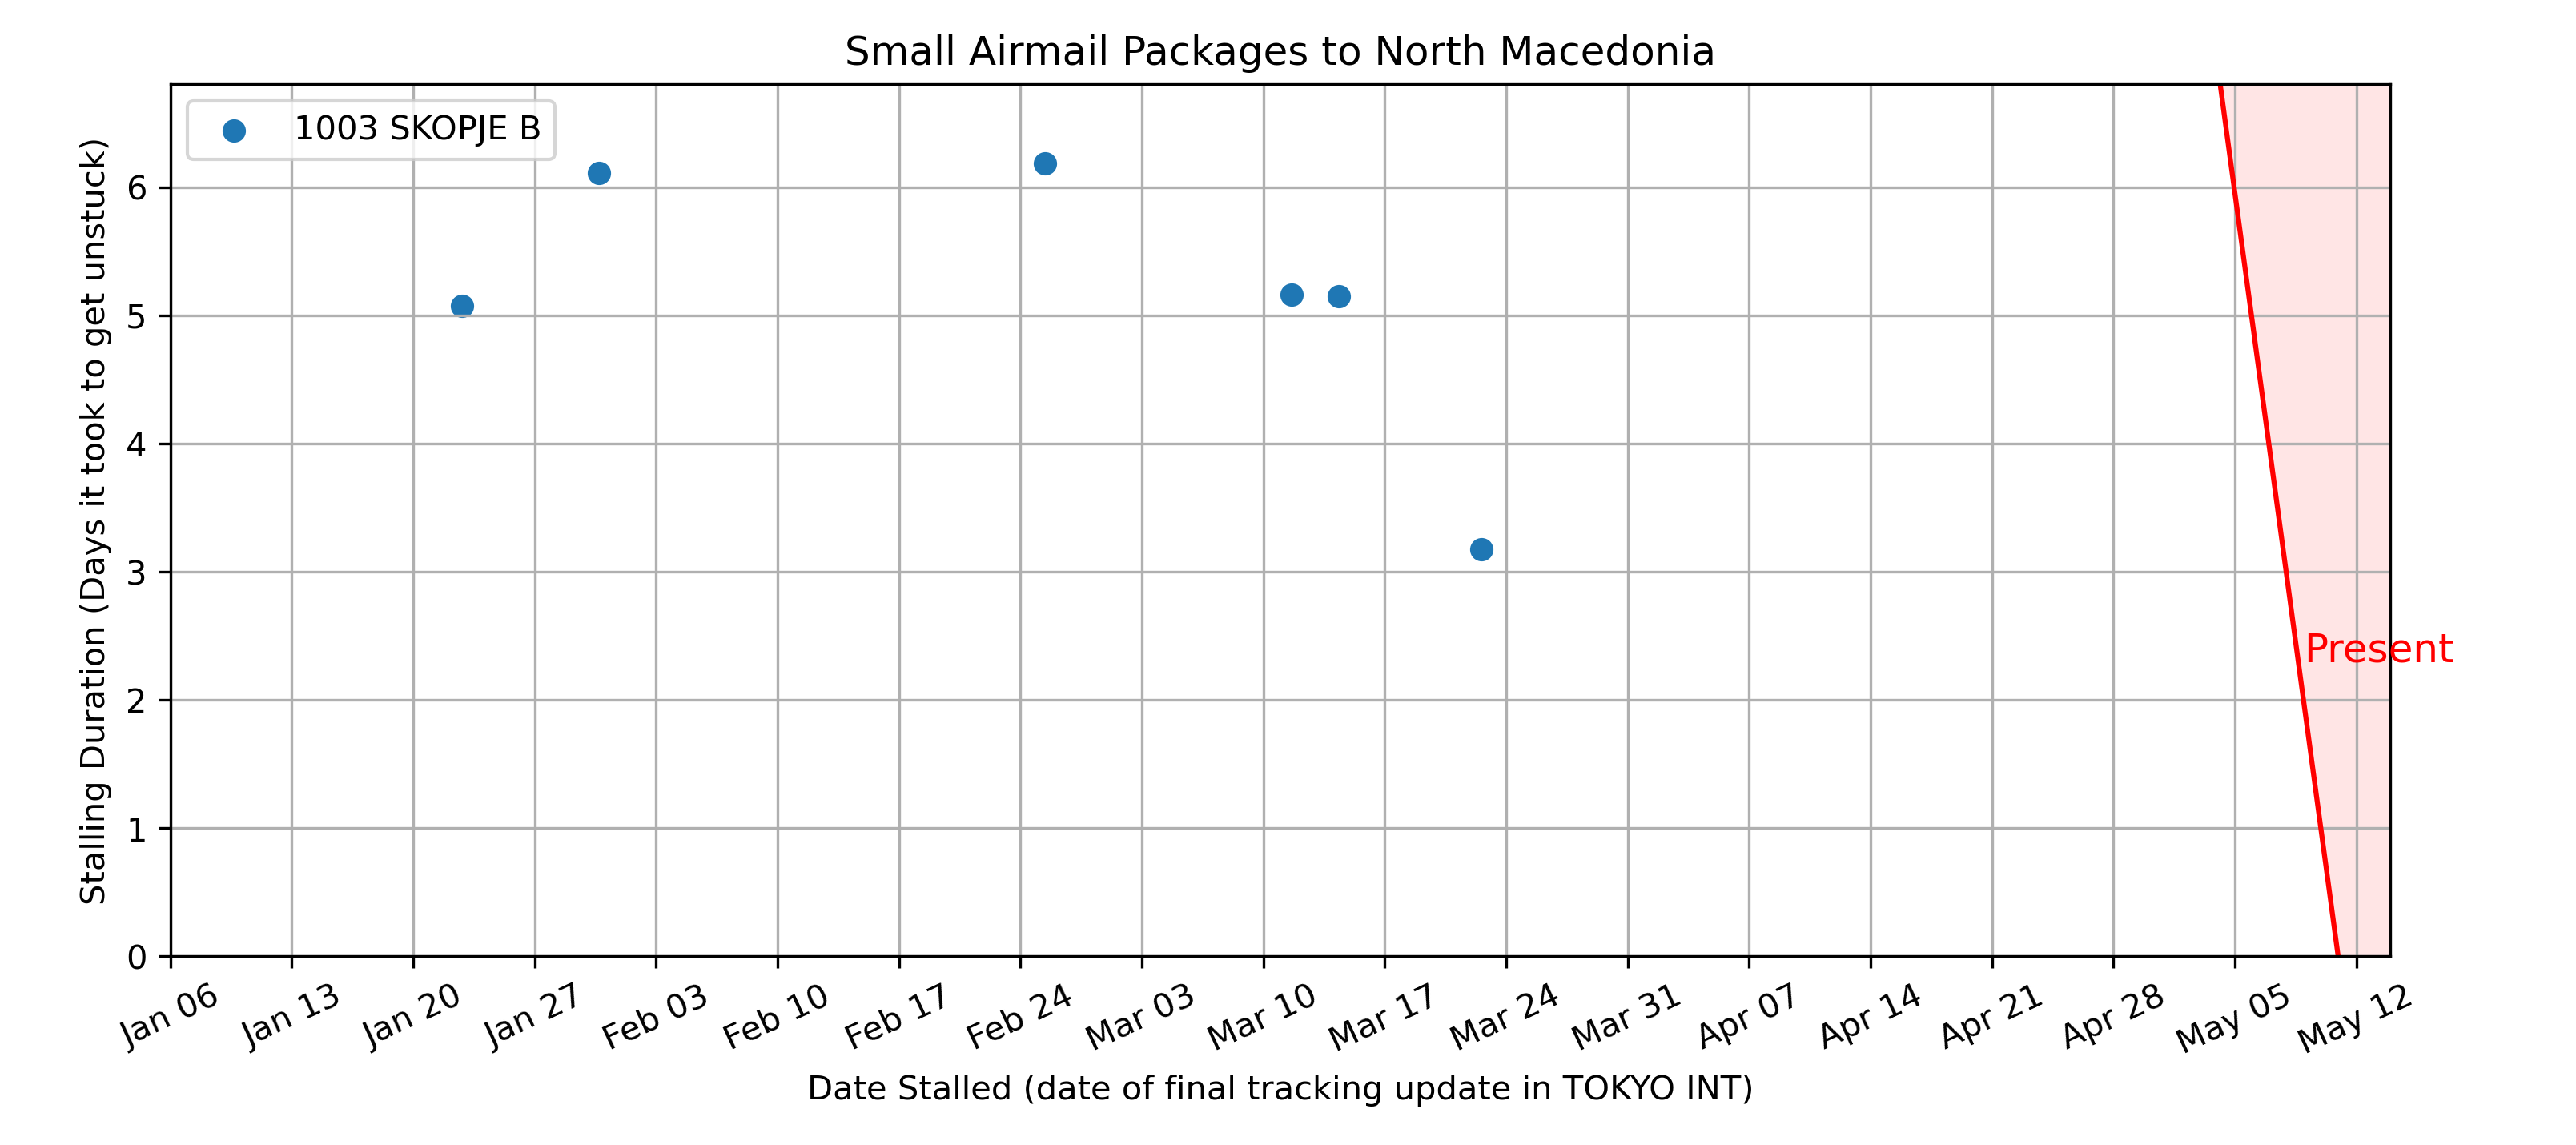 Small Airmail Packages to North Macedonia
1003 SKOPJE B
Stalling Duration (Days it took to get unstuck)
6
5
4
3
2
1
0
Present
Jan 06
Jan 13
Jan 20
Jan 27
Feb 03
Feb 10
Feb 17
Feb 24
Mar 03
Mar 10
Mar 17
Mar 24
Mar 31
Apr 07
Apr 14
Apr 21
Apr 28
May 05
May 12
Date Stalled (date of final tracking update in TOKYO INT)